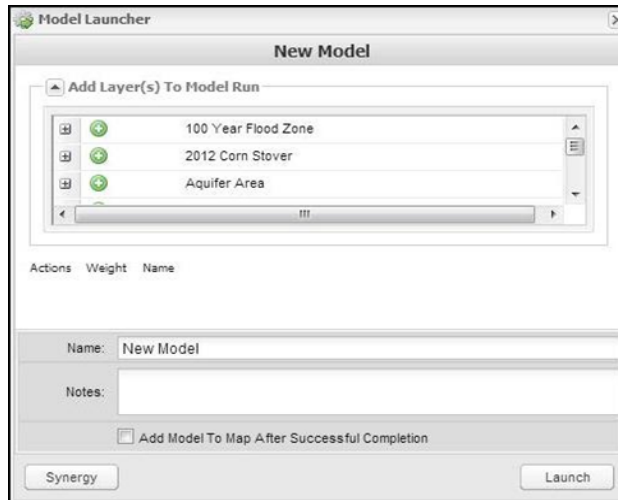 Model Launcher
New Model
Add Layer(s) To Model Run
100 Year Flood Zone
2012 Corn Stover
Aquifer Area
Actions Weight Name
Name: New Model
Notes:
Add Model To Map After Successful Completion
Synergy Launch